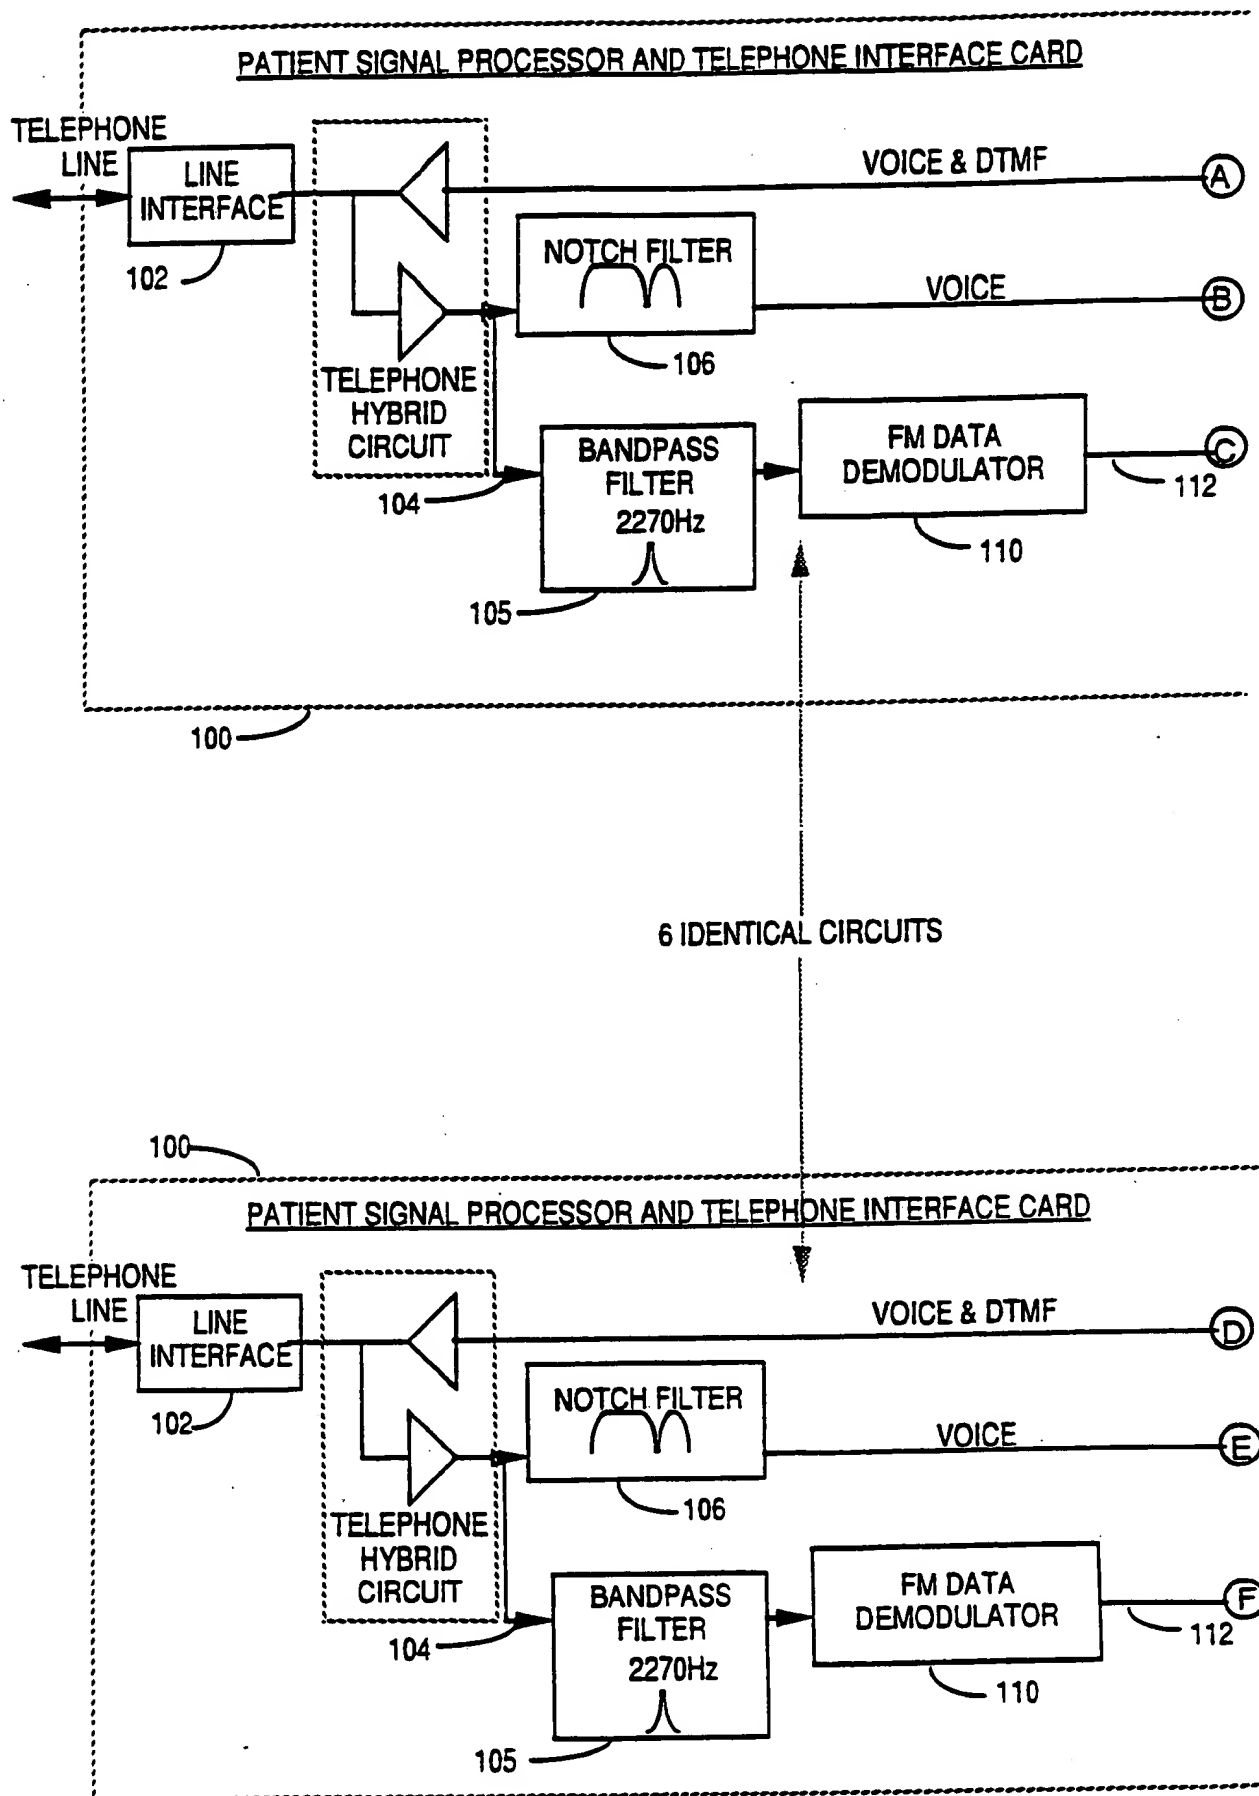 PATIENT SIGNAL PROCESSOR AND TELEPHONE INTERFACE CARD
TELEPHONE
LINE
LINE
INTERFACE
102
VOICE & DTMF
A
NOTCH FILTER
106
VOICE
B
TELEPHONE
HYBRID
CIRCUIT
104
BANDPASS
FILTER
2270Hz
105
FM DATA
DEMODULATOR
110
112
C
100
6 IDENTICAL CIRCUITS
100
PATIENT SIGNAL PROCESSOR AND TELEPHONE INTERFACE CARD
TELEPHONE
LINE
LINE
INTERFACE
102
VOICE & DTMF
D
NOTCH FILTER
106
VOICE
E
TELEPHONE
HYBRID
CIRCUIT
104
BANDPASS
FILTER
2270Hz
105
FM DATA
DEMODULATOR
110
112
F